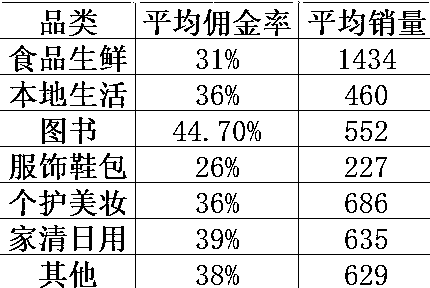 品类 平均佣金率 平均销量
食品生鲜 31% 1434
本地生活 36% 460
图书 44.70% 552
服饰鞋包 26% 227
个护美妆 36% 686
家清日用 39% 635
其他 38% 629